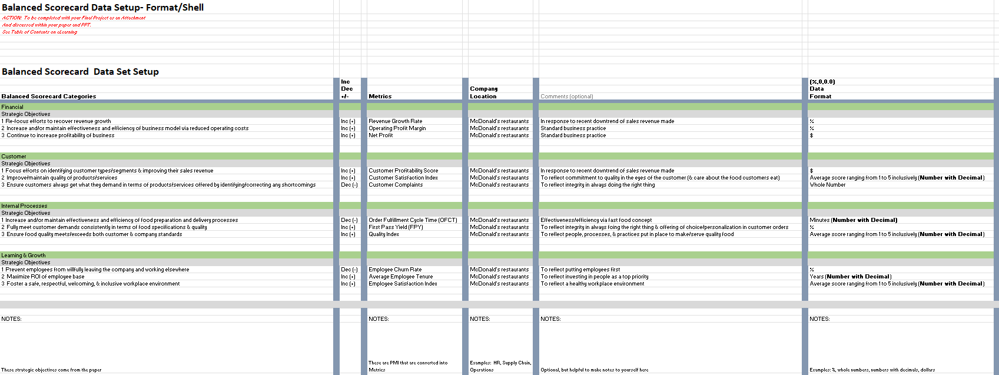 Balanced Scorecard Data Setup- Format/Shell
ACTION: To be completed with your Final Project as an Attachment
And discussed within your paper and PPT.
See Table of Contents on eLearning
Balanced Scorecard  Data Set Setup
Inc (%,0,0.0)
Dec Company Data
Balanced Scorecard Categories +/- Metrics Location Comments (optional) Format
Financial
Strategic Objectives
1 Re-focus efforts to recover revenue growth Inc (+) Revenue Growth Rate McDonald's restaurants In response to recent downtrend of sales revenue made %
2 Increase and/or maintain effectiveness and efficiency of business model via reduced operating costs Inc (+) Operating Profit Margin McDonald's restaurants Standard business practice %
3 Continue to increase profitability of business Inc (+) Net Profit McDonald's restaurants Standard business practice $
Customer
Strategic Objectives
1 Focus efforts on identifying customer types/segments & improving their sales revenue Inc (+) Customer Profitability Score McDonald's restaurants In response to recent downtrend of sales revenue made $
2 Improve/maintain quality of products/services Inc (+) Customer Satisfaction Index McDonald's restaurants To reflect commitment to quality in the eyes of the customer (& care about the food customers eat) Average score ranging from 1 to 5 inclusively (Number with Decimal)
3 Ensure customers always get what they demand in terms of products/services offered by identifying/correcting any shortcomings Dec (-) Customer Complaints McDonald's restaurants To reflect integrity in always doing the right thing Whole Number
Internal Processes
Strategic Objectives
1 Increase and/or maintain effectiveness and efficiency of food preparation and delivery processes Dec (-) Order Fulfillment Cycle Time (OFCT) McDonald's restaurants Effectiveness/efficiency via fast food concept Minutes (Number with Decimal)
2 Fully meet customer demands consistently in terms of food specifications & quality Inc (+) First Pass Yield (FPY) McDonald's restaurants To reflect integrity in always foing the right thing & offering of choice/personalization in customer orders %
3 Ensure food quality meets/exceeds both customer & company standards Inc (+) Quality Index McDonald's restaurants To reflect people, processes, & practices put in place to make/serve quality food Average score ranging from 1 to 5 inclusively (Number with Decimal)
Learning & Growth
Strategic Objectives
1 Prevent employees from willfully leaving the company and working elsewhere Dec (-) Employee Churn Rate McDonald's restaurants To reflect putting employees first %
2 Maximize ROI of employee base Inc (+) Average Employee Tenure McDonald's restaurants To reflect investing in people as a top priority Years (Number with Decimal)
3 Foster a safe, respectful, welcoming, & inclusive workplace environment Inc (+) Employee Satisfaction Index McDonald's restaurants To reflect a healthy workplace environment Average score ranging from 1 to 5 inclusively (Number with Decimal)
NOTES: NOTES: NOTES: NOTES: NOTES:
These are PMI that are converted into Examples: HR, Supply Chain,
These strategic objectives come from the paper Metrics Operations Optional, but helpful to make notes to yourself here Examples: %, whole numbers, numbers with decimals, dollars